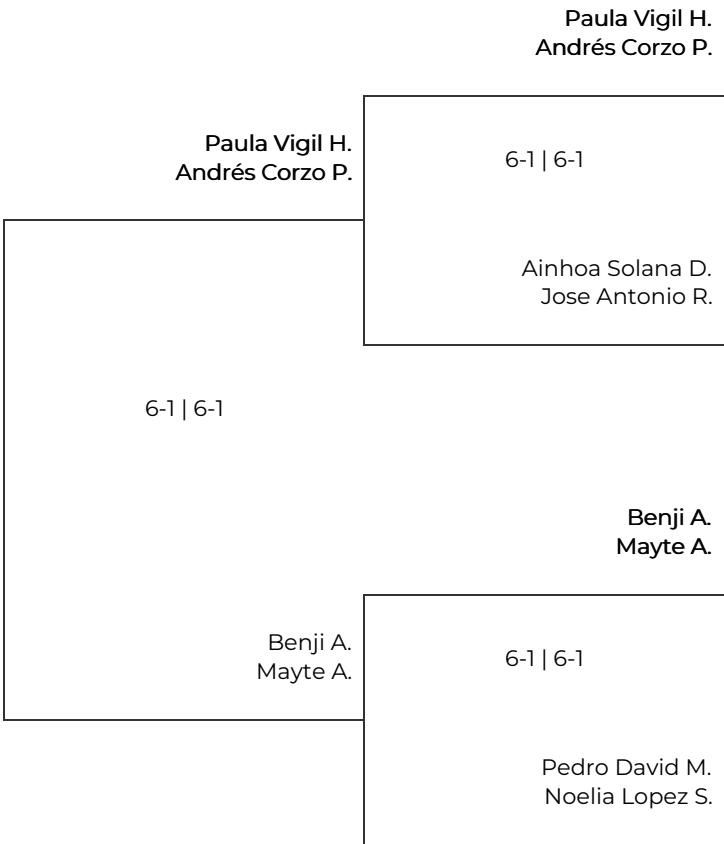 Paula Vigil H.
Andrés Corzo P.
Paula Vigil H.
Andrés Corzo P.
6-1 | 6-1
Ainhoa Solana D.
Jose Antonio R.
6-1 | 6-1
Benji A.
Mayte A.
Benji A.
Mayte A.
6-1 | 6-1
Pedro David M.
Noelia Lopez S.